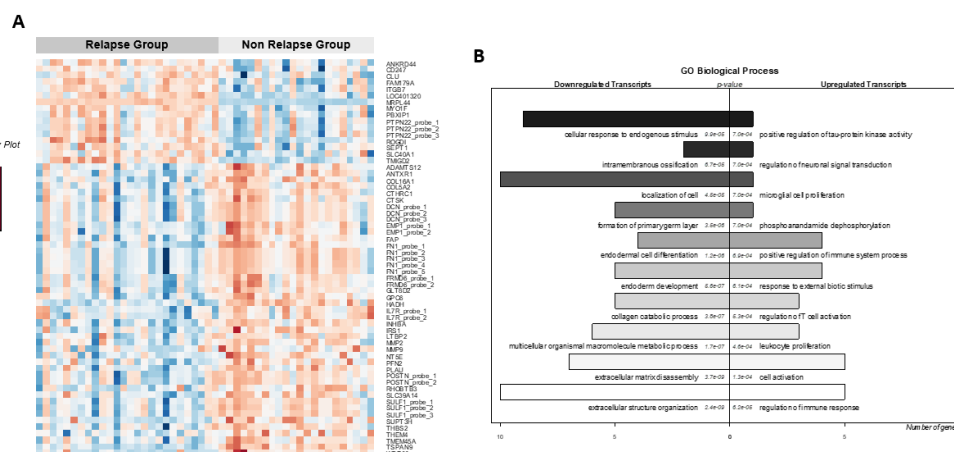 A
Relapse Group
Non Relapse Group
Plot
ANKRD44
CD247
CLU
FAM179A
ITGB7
LOC401320
MRPL44
MYO1F
PBXIP1
PTPN22_probe_1
PTPN22_probe_2
PTPN22_probe_3
ROGDI
SEPT1
SLC40A1
TMIGD2
ADAMTS12
ANTXR1
COL16A1
COL5A2
CTHRC1
CTSK
DCN_probe_1
DCN_probe_2
DCN_probe_3
EMP1_probe_1
EMP1_probe_2
FAP
FN1_probe_1
FN1_probe_2
FN1_probe_3
FN1_probe_4
FN1_probe_5
FRMD6_probe_1
FRMD6_probe_2
GLT8D2
GPC6
HADH
IL7R_probe_1
IL7R_probe_2
INHBA
IRS1
LTBP2
MMP2
MMP9
NT5E
PFN2
PLAU
POSTN_probe_1
POSTN_probe_2
RHOBTB3
SLC39A14
SULF1_probe_1
SULF1_probe_2
SULF1_probe_3
SUPT3H
THBS2
THEM4
TMEM45A
TSPAN9
B
GO Biological Process
Downregulated Transcripts p-value Upregulated Transcripts
cellular response to endogenous stimulus 9.9e-05 7.0e-04 positive regulation of tau-protein kinase activity
intramembranous ossification 6.7e-05 7.0e-04 regulation of neuronal signal transduction
localization of cell 4.8e-05 7.0e-04 microglial cell proliferation
formation of primary germ layer 3.8e-06 7.0e-04 phosphoanandamide dephosphorylation
endodermal cell differentiation 1.2e-06 6.9e-04 positive regulation of immune system process
endoderm development 8.8e-07 6.1e-04 response to external biotic stimulus
collagen catabolic process 3.8e-07 5.3e-04 regulation of T cell activation
multicellular organismal macromolecule metabolic process 1.7e-07 4.6e-04 leukocyte proliferation
extracellular matrix disassembly 3.7e-09 1.3e-04 cell activation
extracellular structure organization 2.4e-09 6.2e-05 regulation of immune response
Number of gene
10 5 0 5